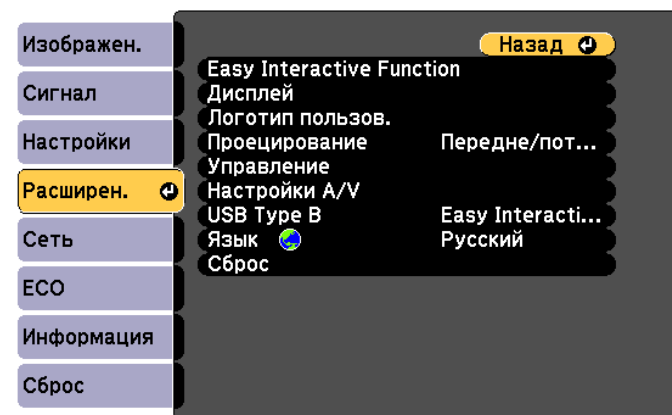 Изображен.
Сигнал
Настройки
Расширен.
Сеть
ECO
Информация
Сброс
Назад
Easy Interactive Function
Дисплей
Логотип пользов.
Проецирование Передне/пот...
Управление
Настройки A/V
USB Type B Easy Interacti...
Язык Русский
Сброс